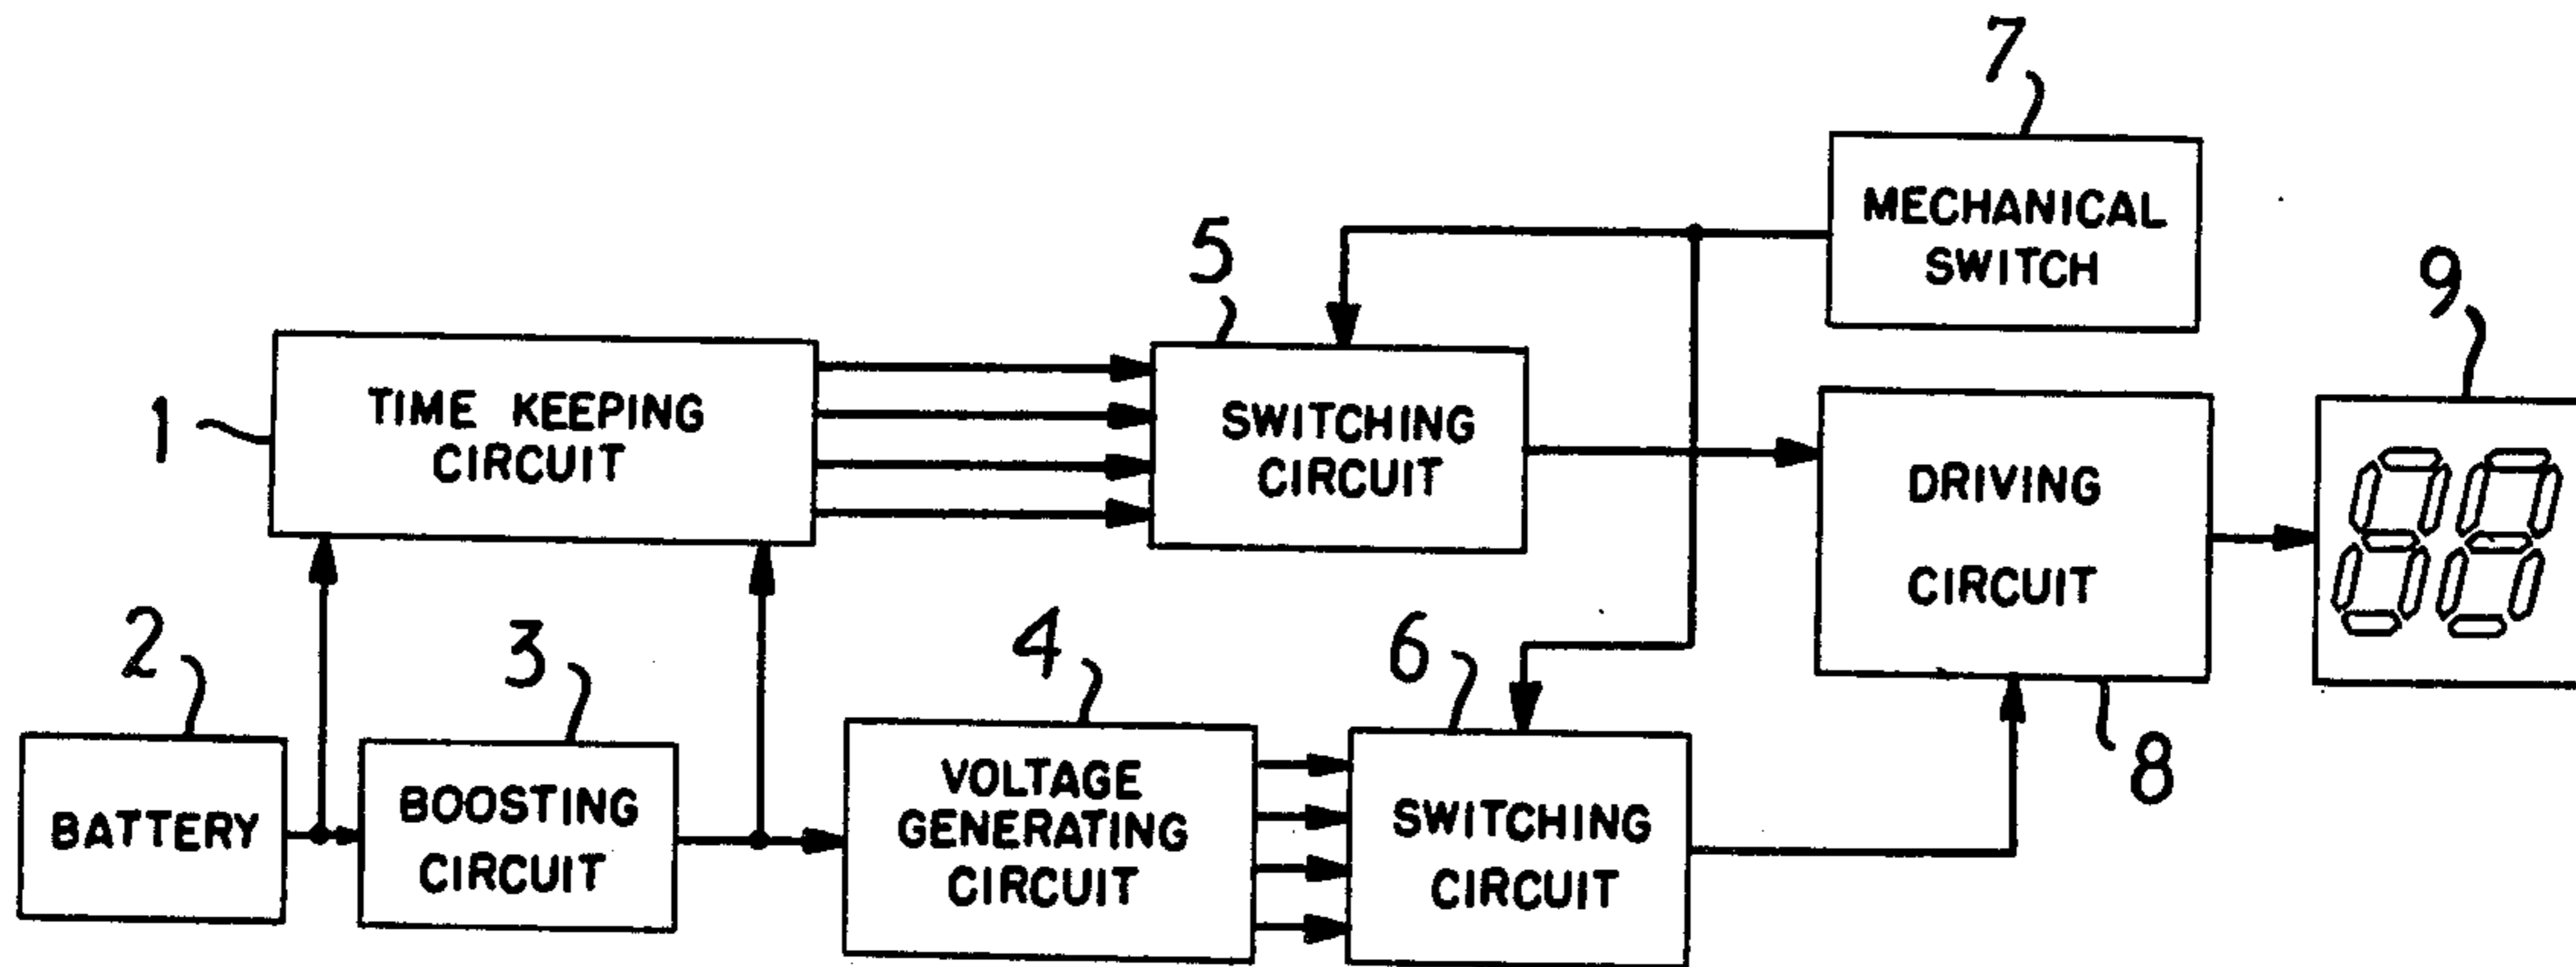 7
MECHANICAL
SWITCH
5
9
1
TIME KEEPING
CIRCUIT
SWITCHING
CIRCUIT
DRIVING
CIRCUIT
88
2
3
4
6
8
BATTERY
BOOSTING
CIRCUIT
VOLTAGE
GENERATING
CIRCUIT
SWITCHING
CIRCUIT